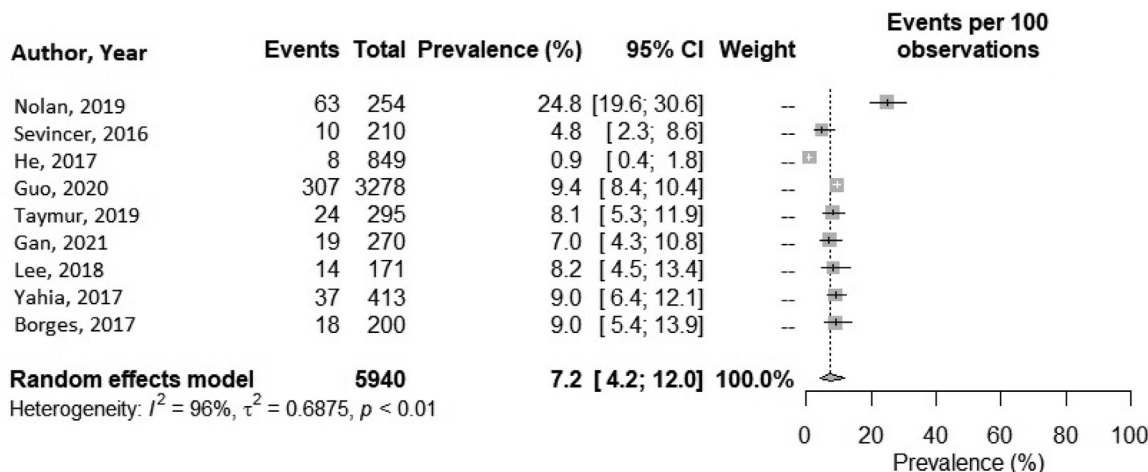 Events per 100
observations
Author, Year Events Total Prevalence (%) 95% CI Weight
Nolan, 2019 63 254 24.8 [19.6; 30.6] --
Sevincer, 2016 10 210 4.8 [ 2.3; 8.6] --
He, 2017 8 849 0.9 [ 0.4; 1.8] --
Guo, 2020 307 3278 9.4 [ 8.4; 10.4] --
Taymur, 2019 24 295 8.1 [ 5.3; 11.9] --
Gan, 2021 19 270 7.0 [ 4.3; 10.8] --
Lee, 2018 14 171 8.2 [ 4.5; 13.4] --
Yahia, 2017 37 413 9.0 [ 6.4; 12.1] --
Borges, 2017 18 200 9.0 [ 5.4; 13.9] --
Random effects model 5940 7.2 [ 4.2; 12.0] 100.0%
Heterogeneity: I² = 96%, τ² = 0.6875, p < 0.01
0 20 40 60 80 100
Prevalence (%)